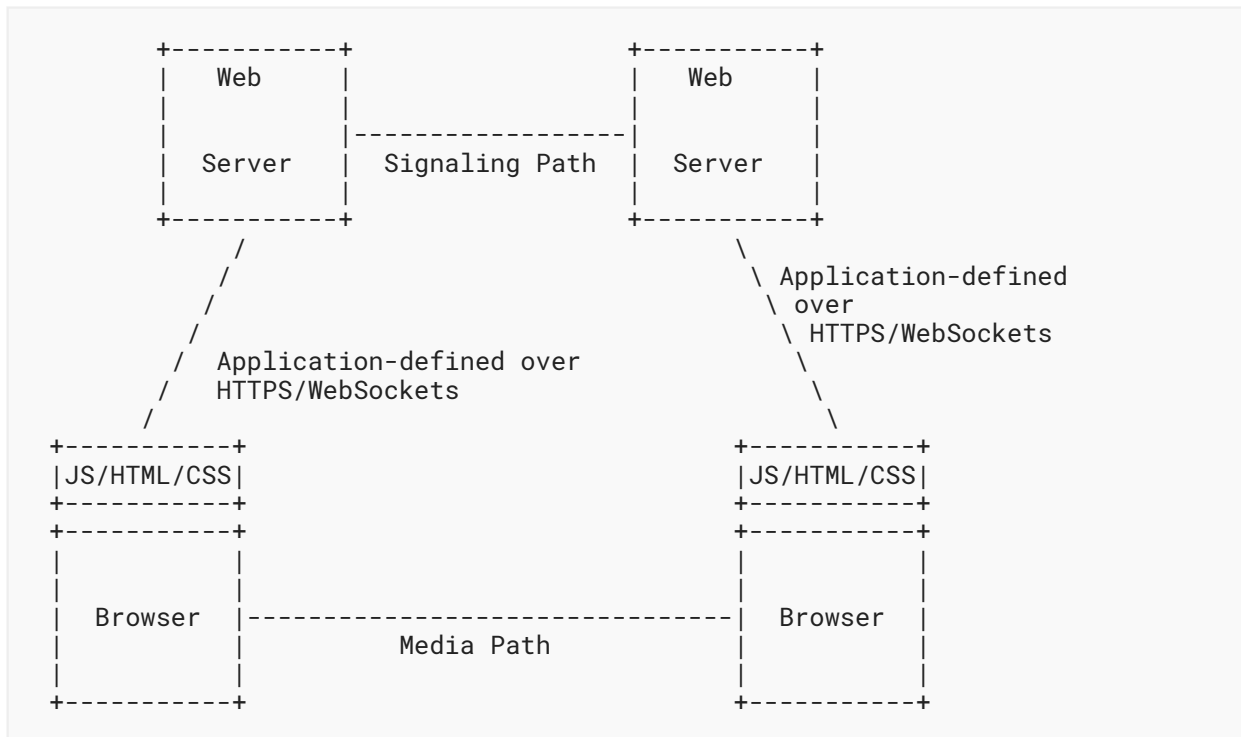 Web Web
Server Signaling Path Server
Application-defined
over
HTTPS/WebSockets
Application-defined over
HTTPS/WebSockets
JS/HTML/CSS JS/HTML/CSS
Browser Browser
Media Path